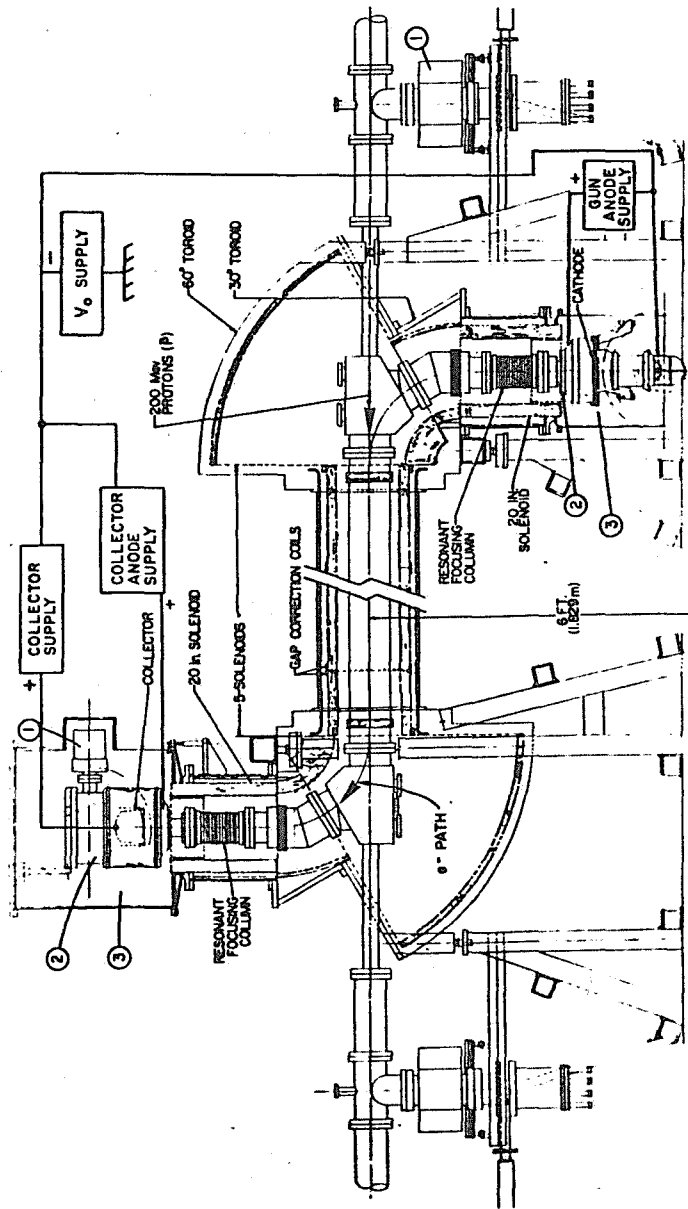 COLLECTOR
SUPPLY
+
COLLECTOR
ANODE
SUPPLY
+
V₀ SUPPLY
−
①
COLLECTOR
20 in. SOLENOID
5-SOLENOIDS
GAP CORRECTION COILS
②
③
RESONANT
FOCUSING
COLUMN
e⁻ PATH
60° TOROID
30° TOROID
200 Mev
PROTONS (P)
①
+
GUN
ANODE
SUPPLY
CATHODE
RESONANT
FOCUSING
COLUMN
20 IN.
SOLENOID
②
③
6 FT.
(1.829 m)